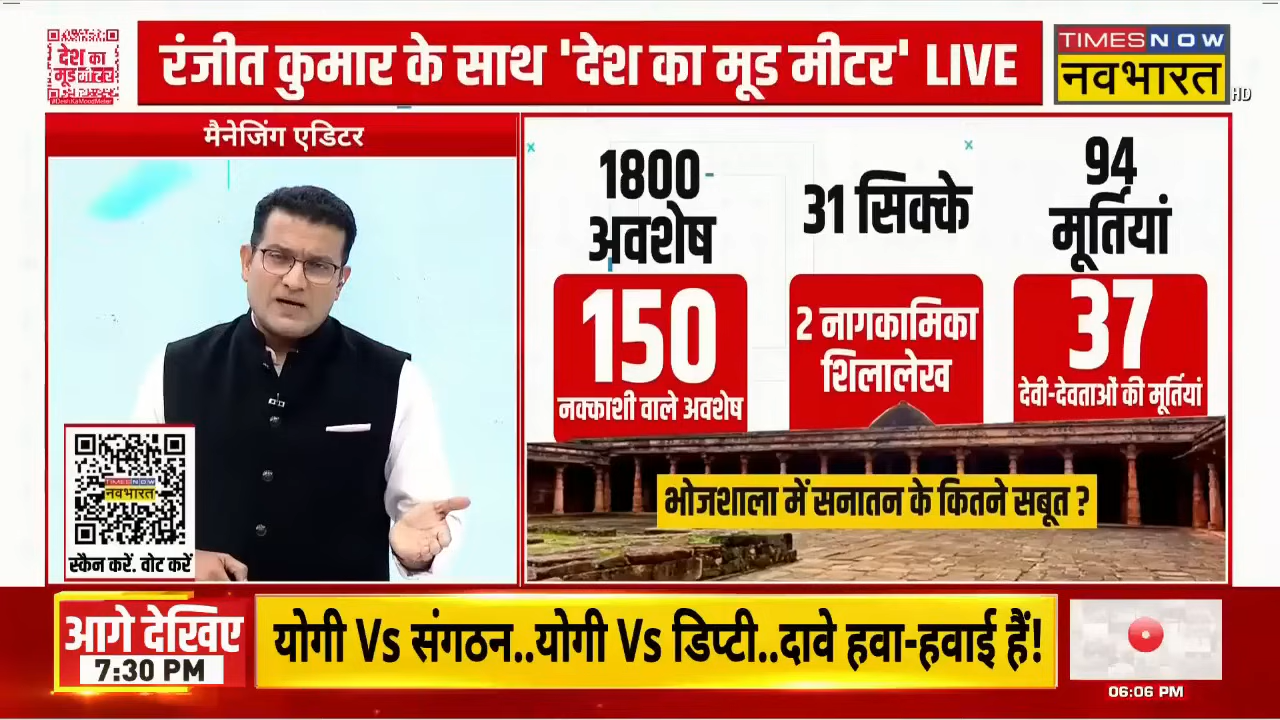 देश का
मूड मीटर
#DeshKaMoodMeter
रंजीत कुमार के साथ 'देश का मूड मीटर' LIVE
TIMES NOW
नवभारत
HD
मैनेजिंग एडिटर
1800
अवशेष
150
नक्काशी वाले अवशेष
31 सिक्के
2 नागकामिका
शिलालेख
94
मूर्तियां
37
देवी-देवताओं की मूर्तियां
भोजशाला में सनातन के कितने सबूत ?
TIMES NOW
नवभारत
स्कैन करें. वोट करें
आगे देखिए
7:30 PM
योगी Vs संगठन..योगी Vs डिप्टी..दावे हवा-हवाई हैं!
06:06 PM